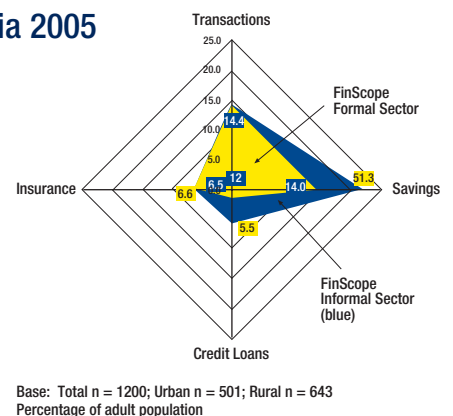 ia 2005
Transactions
25.0
20.0
15.0
10.0
5.0
14.4
12
6.5
6.6
14.0
51.3
5.5
FinScope
Formal Sector
Insurance
Savings
FinScope
Informal Sector
(blue)
Credit Loans
Base: Total n = 1200; Urban n = 501; Rural n = 643
Percentage of adult population